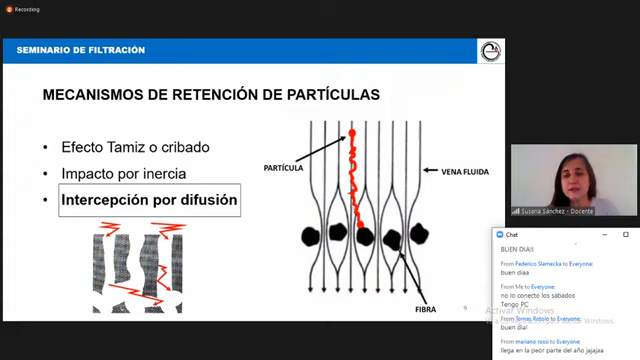 Recording
SEMINARIO DE FILTRACIÓN
MECANISMOS DE RETENCIÓN DE PARTÍCULAS
• Efecto Tamiz o cribado
• Impacto por inercia
• Intercepción por difusión
PARTÍCULA
VENA FLUIDA
FIBRA
9
Susana Sánchez - Docente
Chat
BUEN DIA!!
From Federico Slamecka to Everyone:
buen diaa
From Me to Everyone:
no lo conecto los sábados
Tengo PC
From Tomas Rotolo to Everyone:
buen dia!
From mariano rossi to Everyone:
llega en la peor parte del año jajajaa
Activar Windows